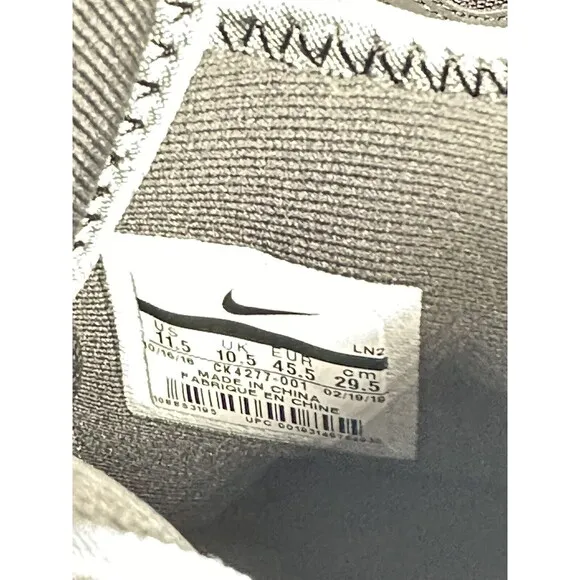 US UK EUR LN2
11.5 10.5 45.5 cm 29.5
CK4277-001 02/19/19
MADE IN CHINA
FABRIQUE EN CHINE
UPC